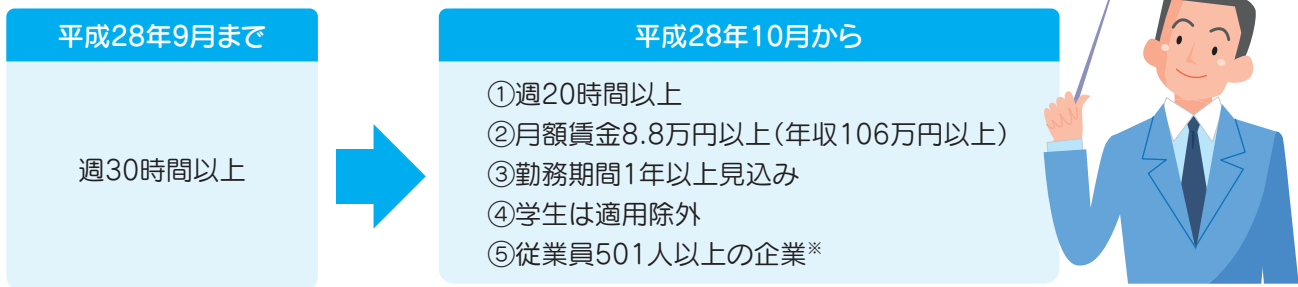 平成28年9月まで
週30時間以上
平成28年10月から
①週20時間以上
②月額賃金8.8万円以上(年収106万円以上)
③勤務期間1年以上見込み
④学生は適用除外
⑤従業員501人以上の企業※